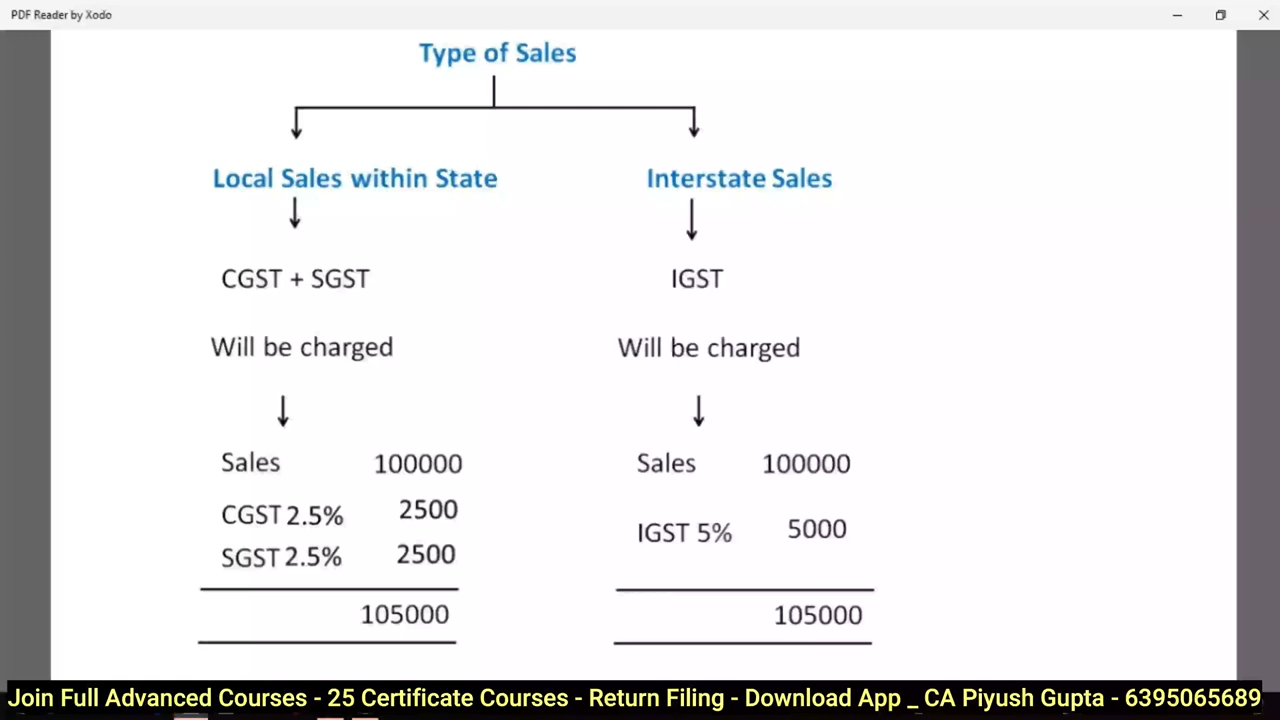 PDF Reader by Xodo
Type of Sales
Local Sales within State
Interstate Sales
CGST + SGST
IGST
Will be charged
Will be charged
Sales 100000
Sales 100000
CGST 2.5% 2500
IGST 5% 5000
SGST 2.5% 2500
105000
105000
Join Full Advanced Courses - 25 Certificate Courses - Return Filing - Download App _ CA Piyush Gupta - 6395065689